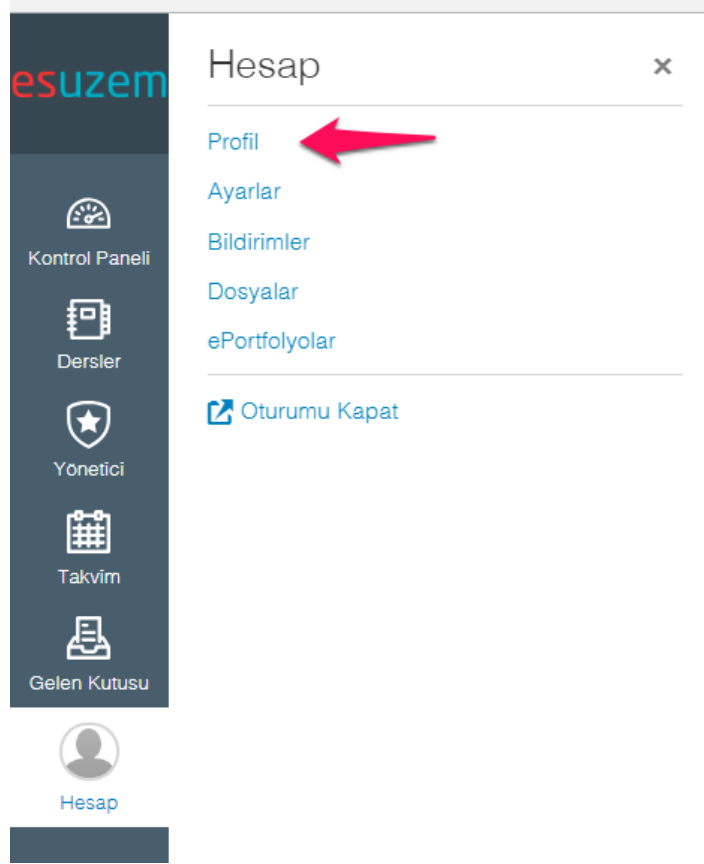 esuzem
Kontrol Paneli
Dersler
Yönetici
Takvim
Gelen Kutusu
Hesap
Hesap ×
Profil
Ayarlar
Bildirimler
Dosyalar
ePortfolyolar
Oturumu Kapat